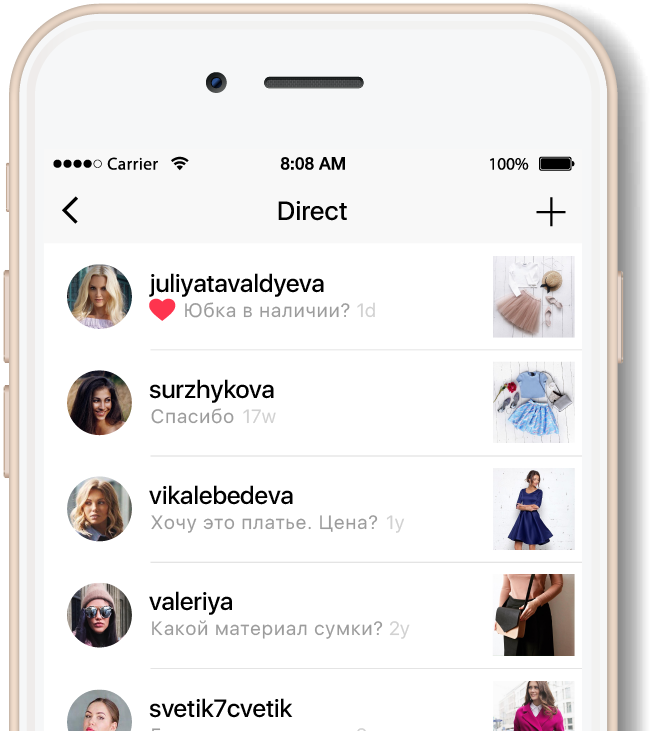 Carrier 8:08 AM 100%
Direct
juliyatavaldyeva
Юбка в наличии? 1d
surzhykova
Спасибо 17w
vikalebedeva
Хочу это платье. Цена? 1y
valeriya
Какой материал сумки? 2y
svetik7cvetik